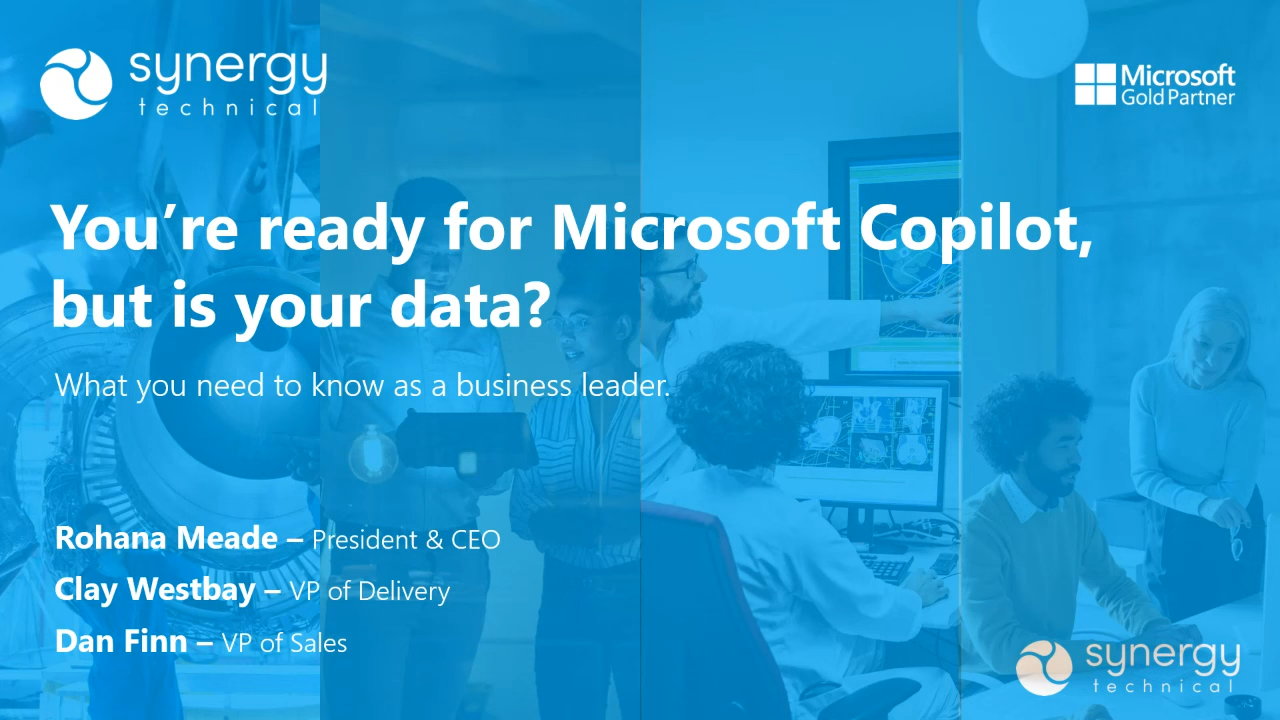 synergy
technical
Microsoft
Gold Partner
You’re ready for Microsoft Copilot,
but is your data?
What you need to know as a business leader.
Rohana Meade – President & CEO
Clay Westbay – VP of Delivery
Dan Finn – VP of Sales
synergy
technical